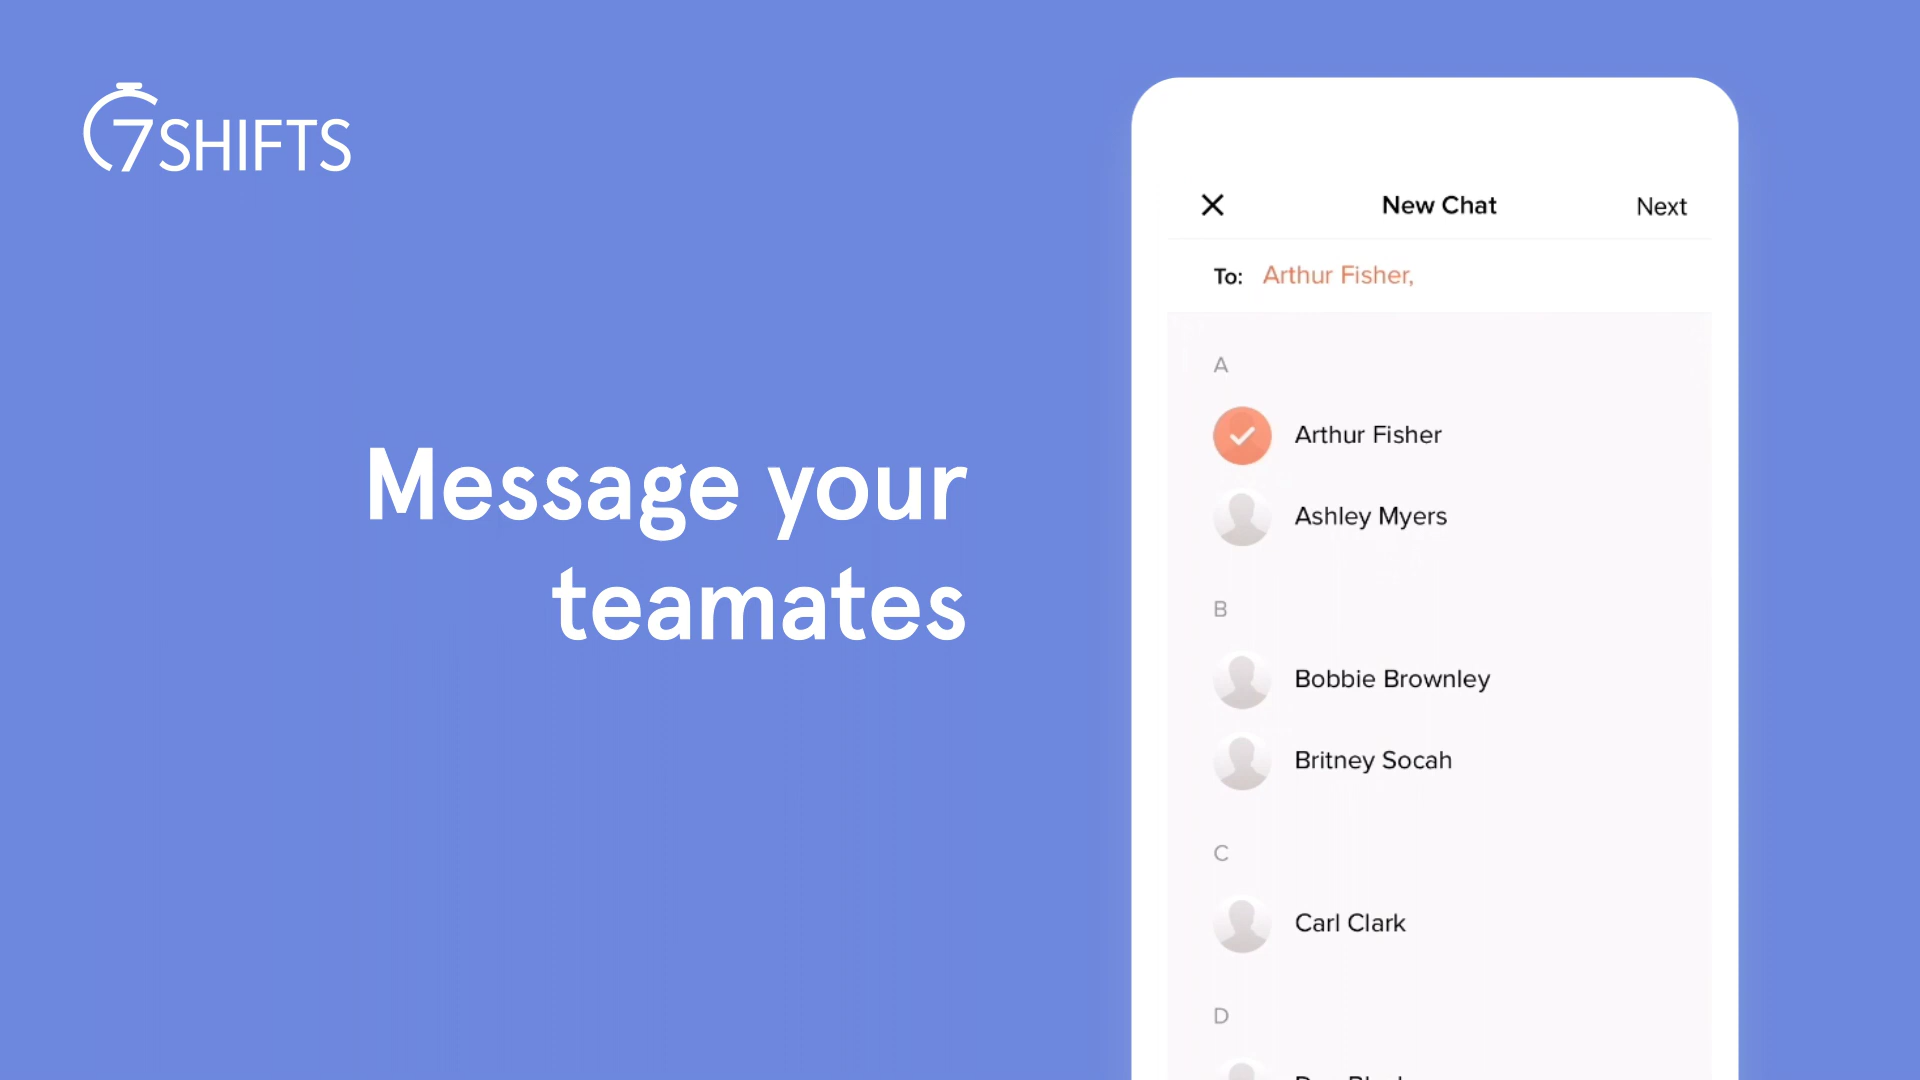 7SHIFTS
Message your
teamates
New Chat
Next
To: Arthur Fisher,
A
Arthur Fisher
Ashley Myers
B
Bobbie Brownley
Britney Socah
C
Carl Clark
D